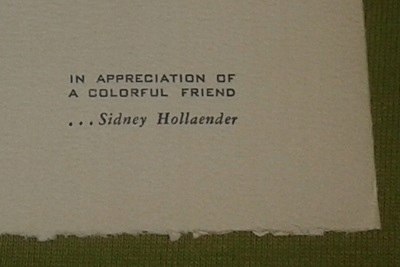 IN APPRECIATION OF
A COLORFUL FRIEND
...Sidney Hollaender